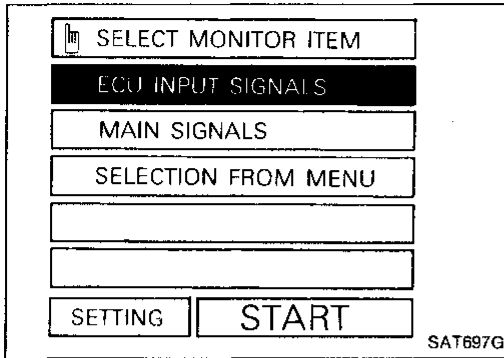 SELECT MONITOR ITEM
ECU INPUT SIGNALS
MAIN SIGNALS
SELECTION FROM MENU
SETTING START
SAT697G